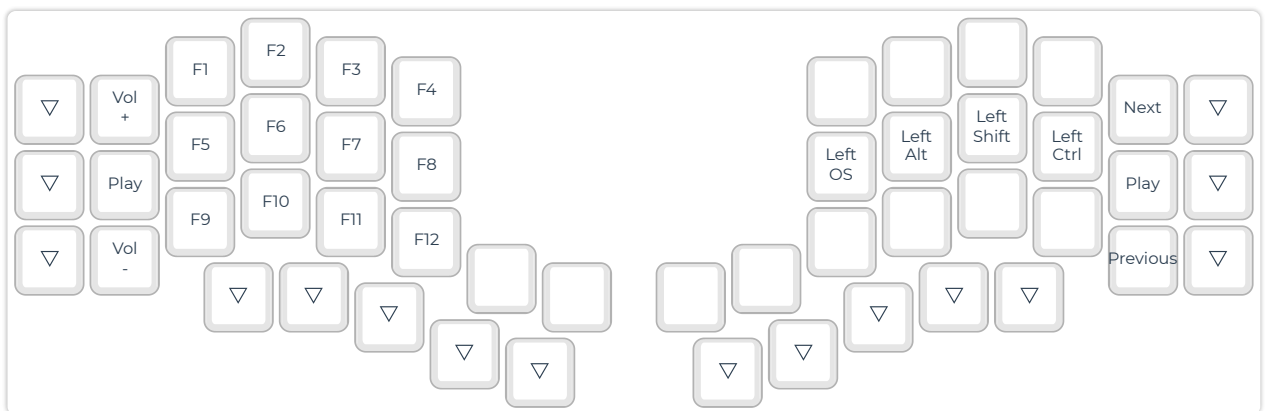 F2
F1
F3
F4
Vol
+
Next
▽
▽
F6
Left
Shift
F5
F7
Left
Alt
Left
Ctrl
F8
Left
OS
▽
Play
Play
▽
F10
F9
F11
F12
Vol
-
▽
Previous
▽
▽
▽
▽
▽
▽
▽
▽
▽
▽
▽